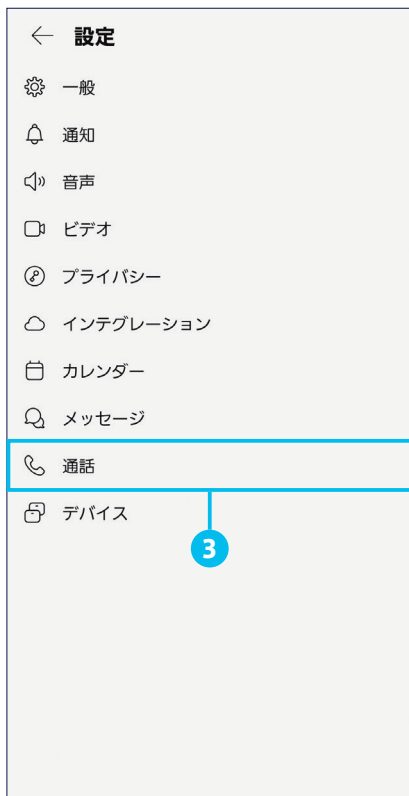 設定
一般
通知
音声
ビデオ
プライバシー
インテグレーション
カレンダー
メッセージ
通話
デバイス
3